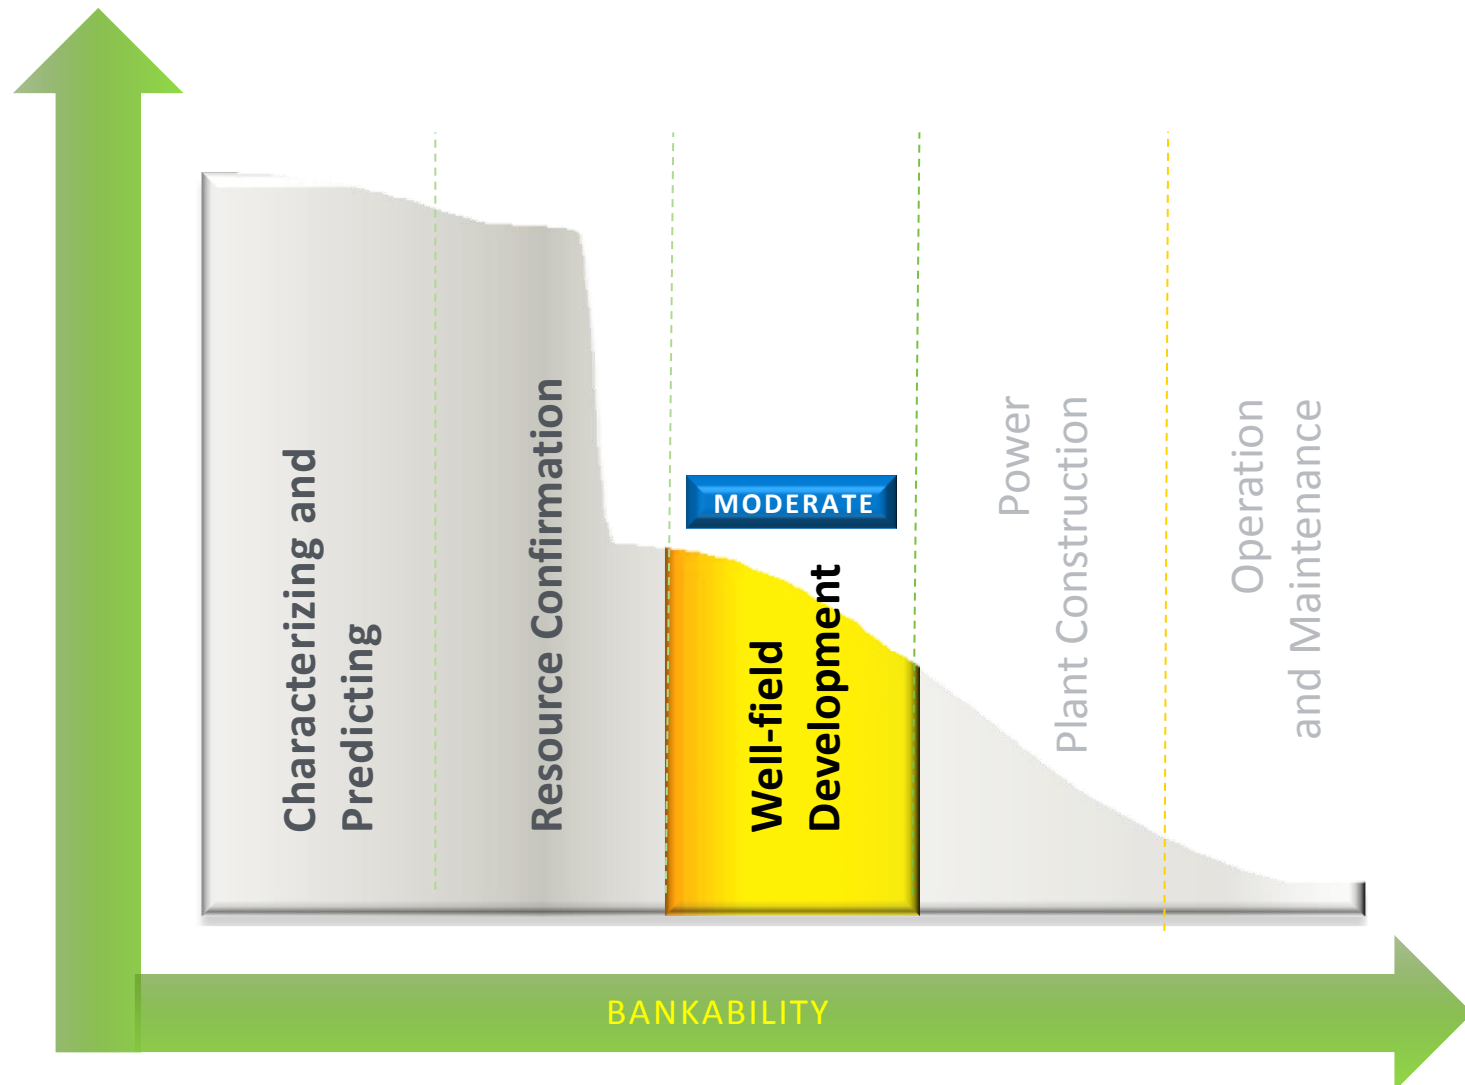 Characterizing and
Predicting
Resource Confirmation
MODERATE
Well-field
Development
Power
Plant Construction
Operation
and Maintenance
BANKABILITY